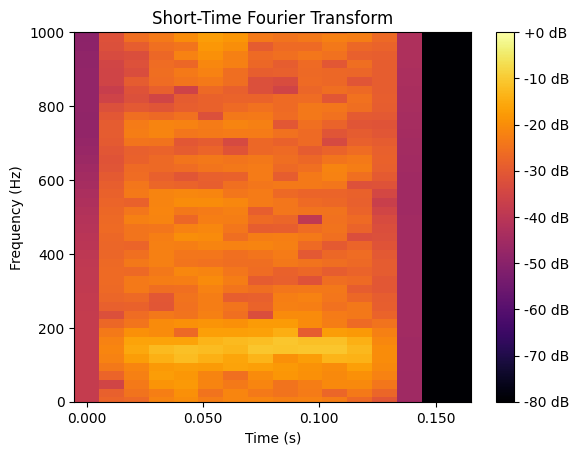 Short-Time Fourier Transform
1000
800
600
400
200
0
Frequency (Hz)
0.000
0.050
0.100
0.150
Time (s)
+0 dB
-10 dB
-20 dB
-30 dB
-40 dB
-50 dB
-60 dB
-70 dB
-80 dB